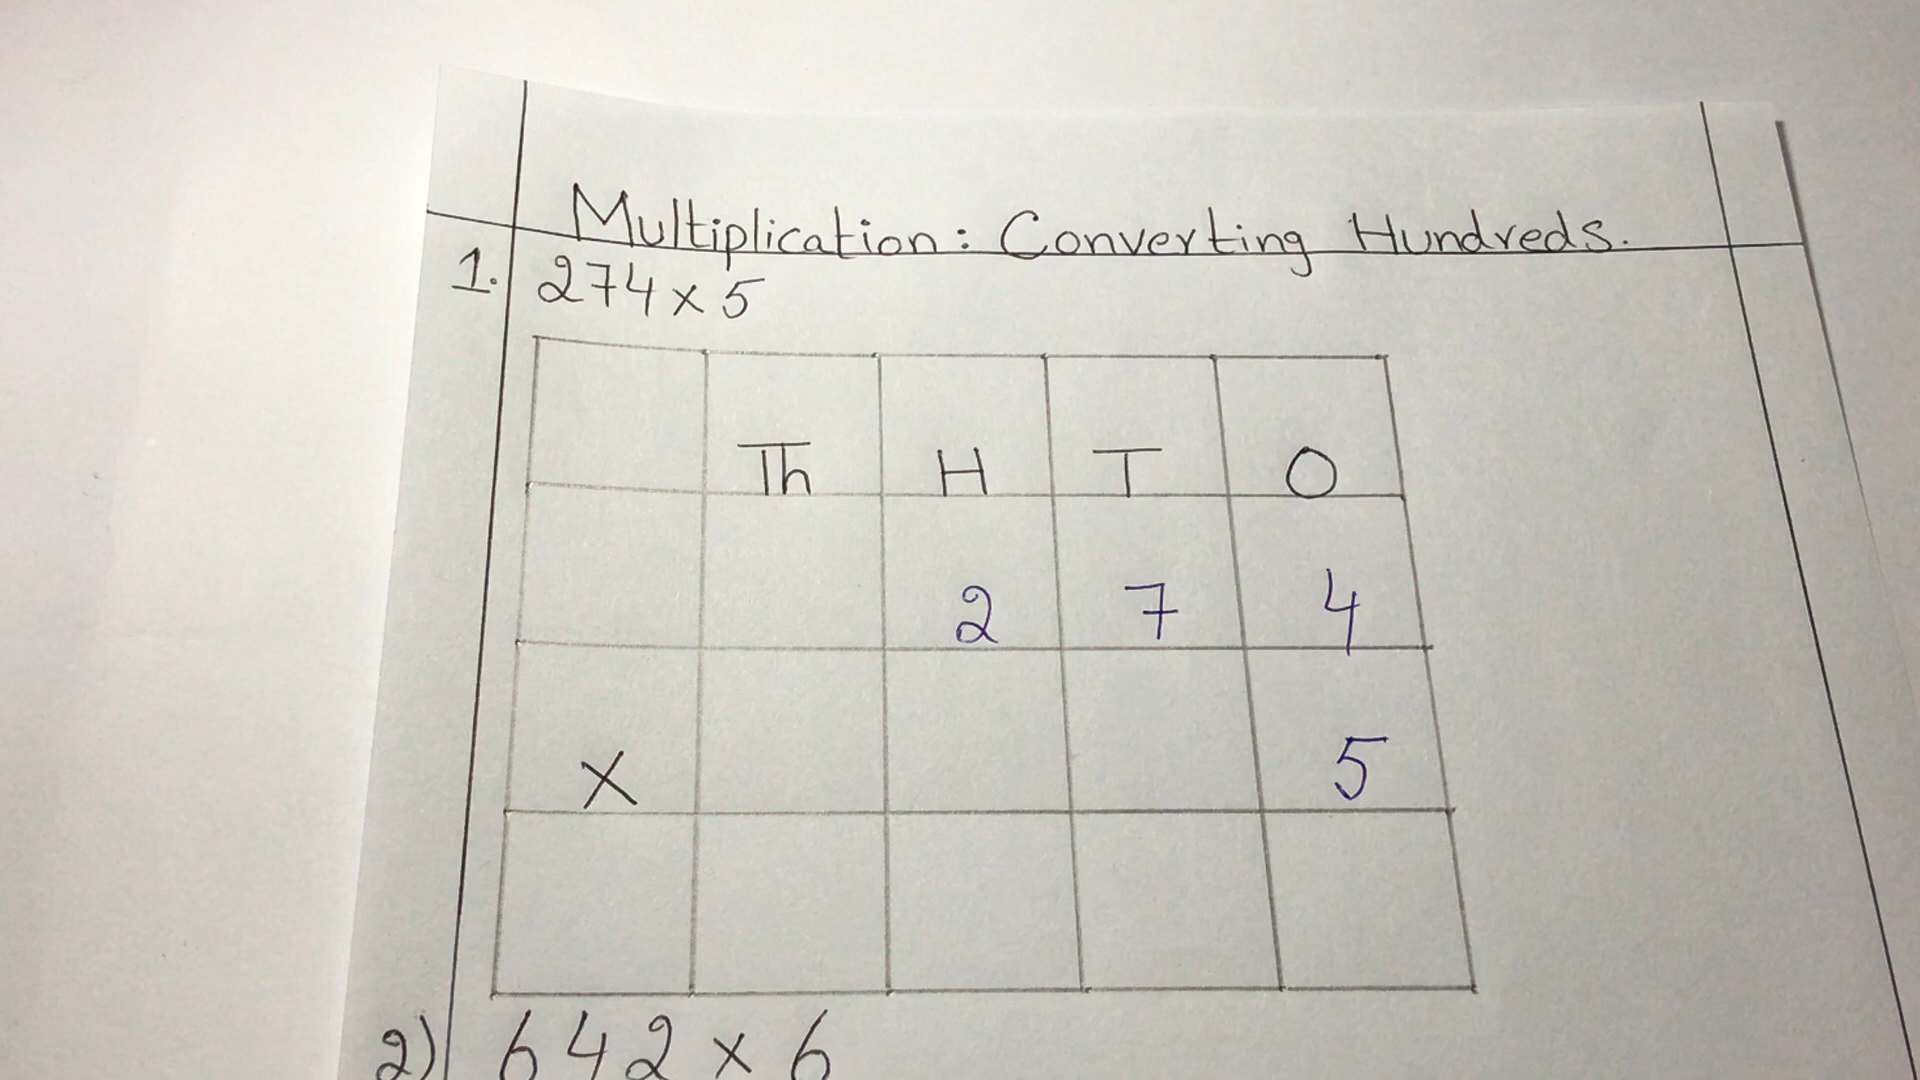 Multiplication: Converting Hundreds.
1. 274 x 5
Th H T O
2 7 4
X 5
2) 642 x 6